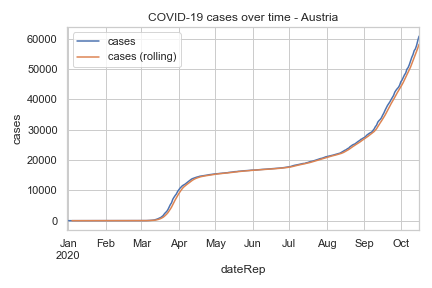 COVID-19 cases over time - Austria
cases
cases (rolling)
60000
50000
40000
30000
20000
10000
0
cases
Jan Feb Mar Apr May Jun Jul Aug Sep Oct
2020
dateRep